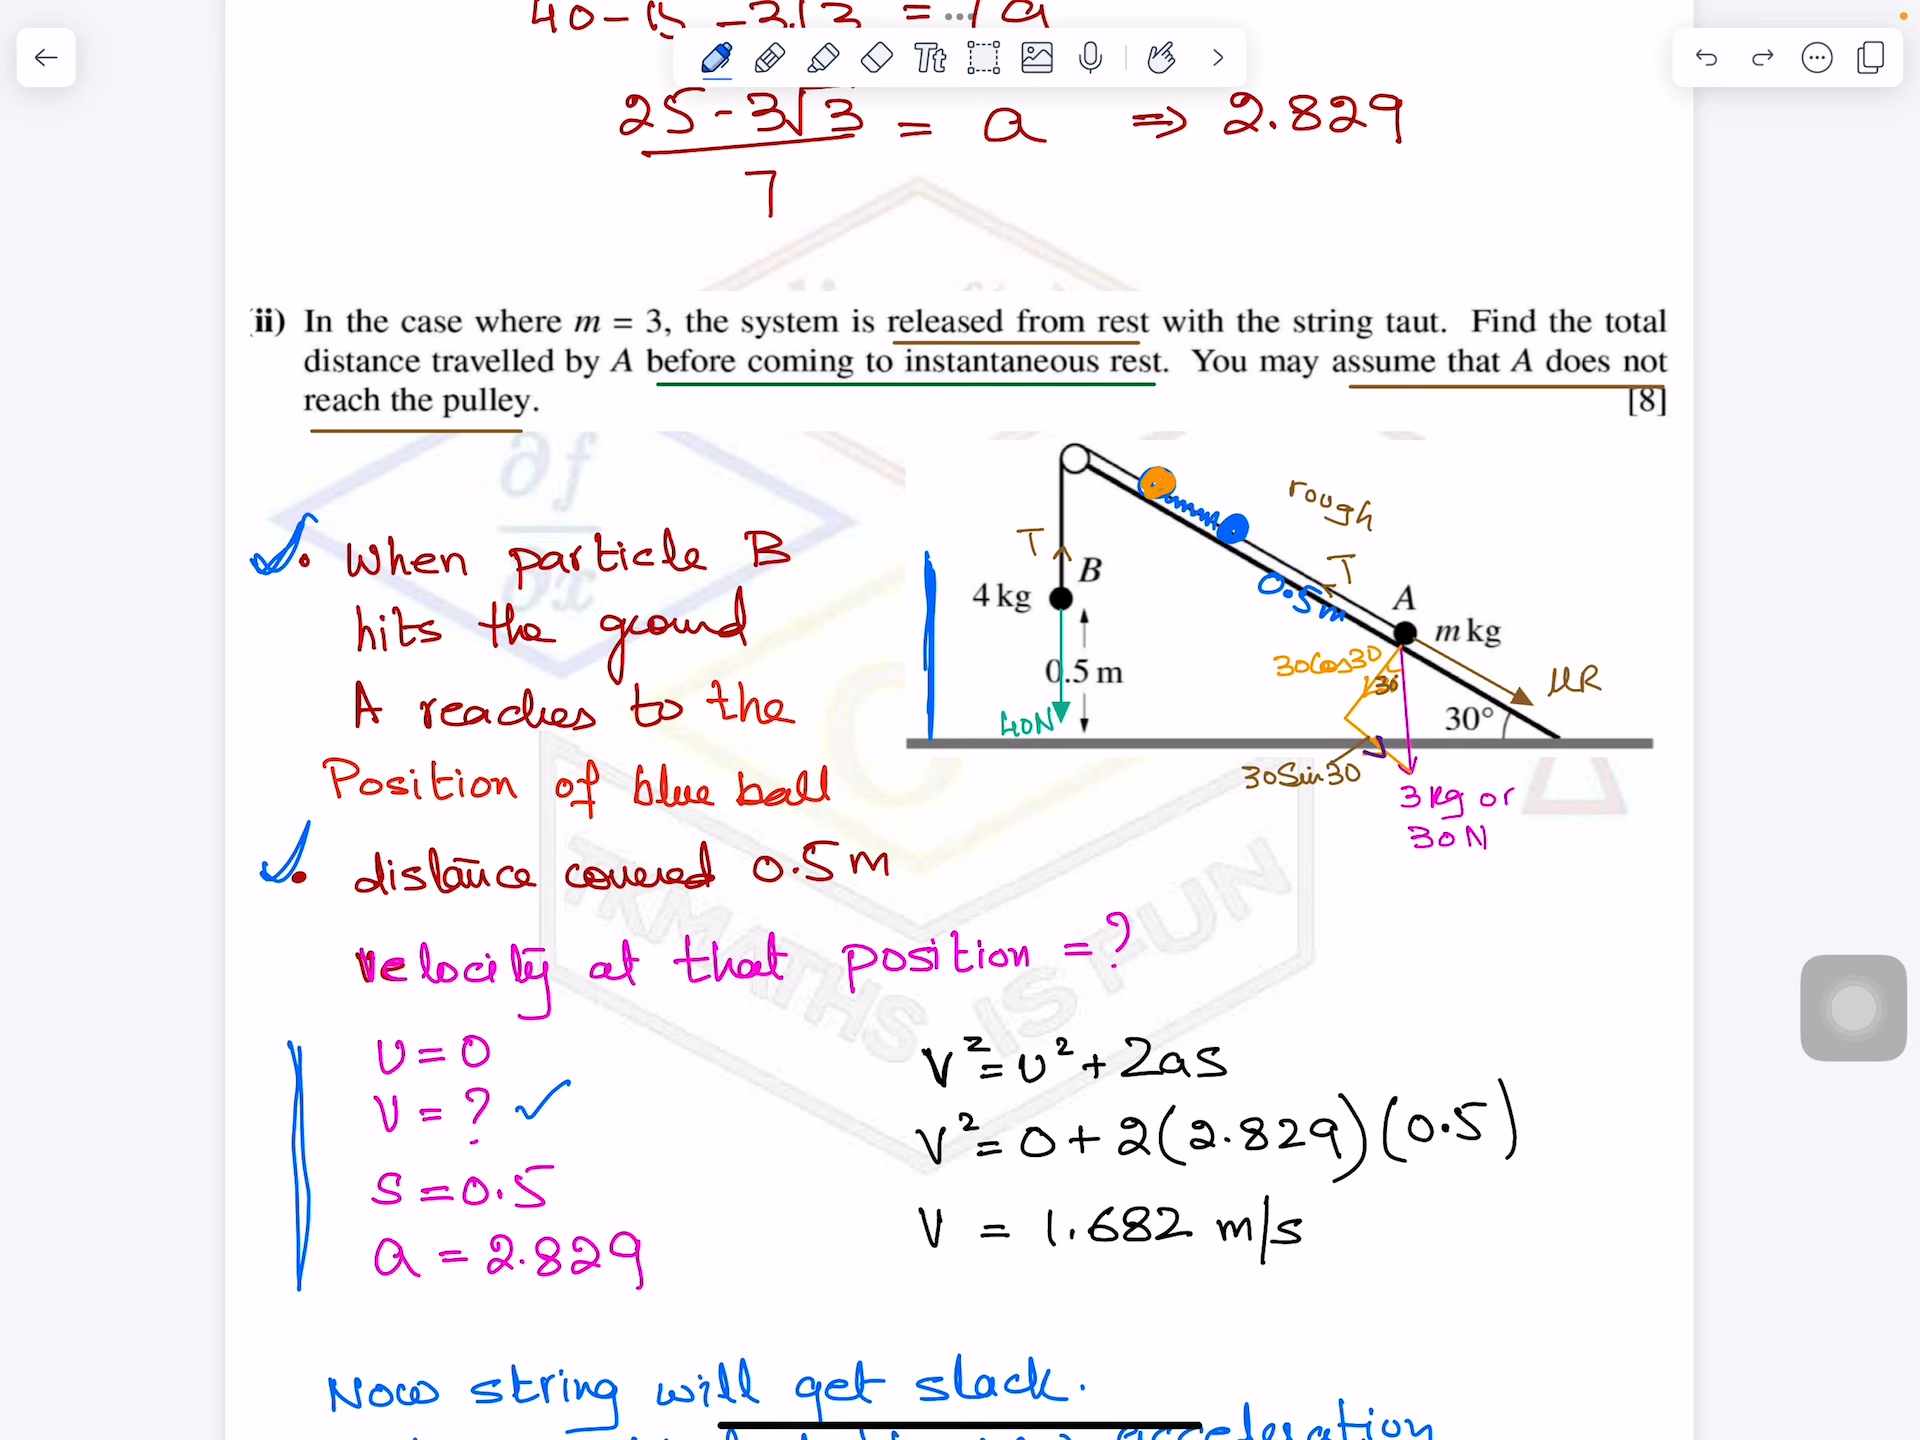 = a
25 - 3√3 / 7 = a ⇒ 2.829
ii) In the case where m = 3, the system is released from rest with the string taut. Find the total
distance travelled by A before coming to instantaneous rest. You may assume that A does not
reach the pulley. [8]
∂f
∂x
When particle B
hits the ground
A reaches to the
Position of blue ball
distance covered 0.5m
velocity at that position = ?
U = 0
V = ?
S = 0.5
a = 2.829
rough
T
T
B
4 kg
0.5m
A
m kg
0.5 m
30Cos30
30
μR
40N
30°
30Sin30
3kg or
30N
V² = U² + 2as
V² = 0 + 2(2.829)(0.5)
V = 1.682 m/s
TKMATHS IS FUN
Now string will get slack.
acceleration
Tt